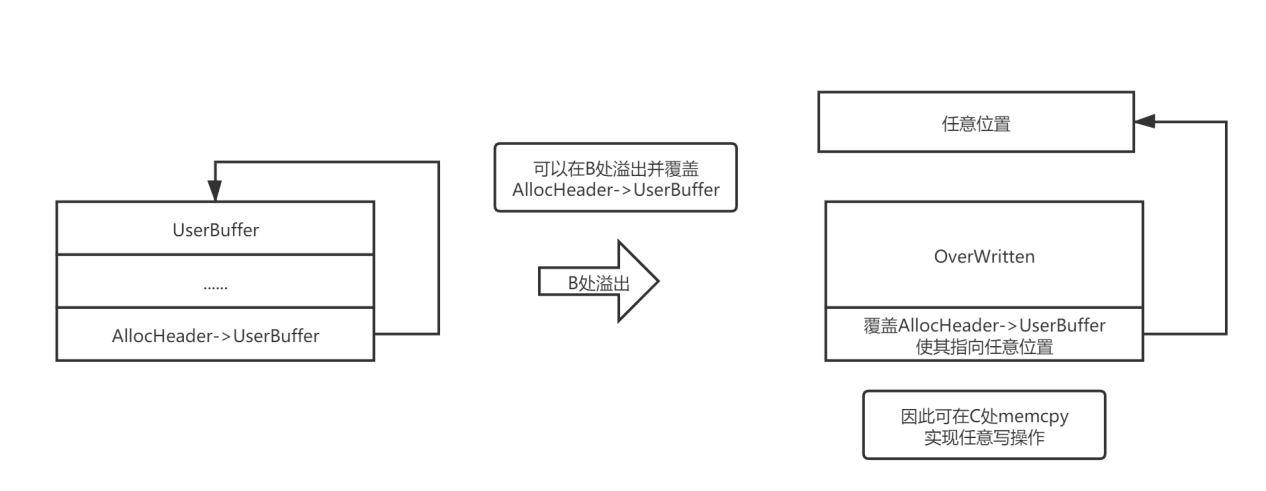 UserBuffer
......
AllocHeader->UserBuffer
可以在B处溢出并覆盖
AllocHeader->UserBuffer
B处溢出
任意位置
OverWritten
覆盖AllocHeader->UserBuffer
使其指向任意位置
因此可在C处memcpy
实现任意写操作